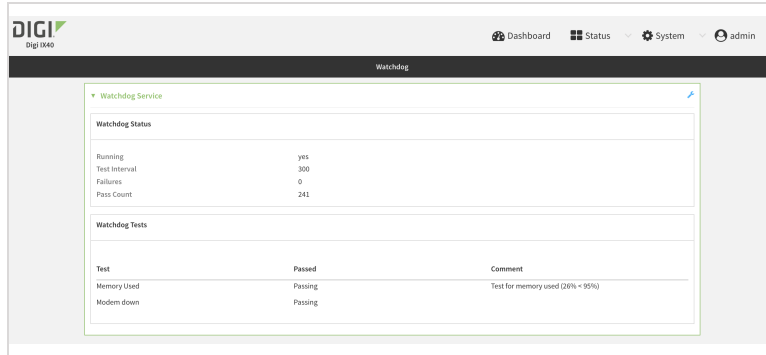 DIGI
Digi IX40
Dashboard Status System admin
Watchdog
Watchdog Service
Watchdog Status
Running yes
Test Interval 300
Failures 0
Pass Count 241
Watchdog Tests
Test Passed Comment
Memory Used Passing Test for memory used (26% < 95%)
Modem down Passing